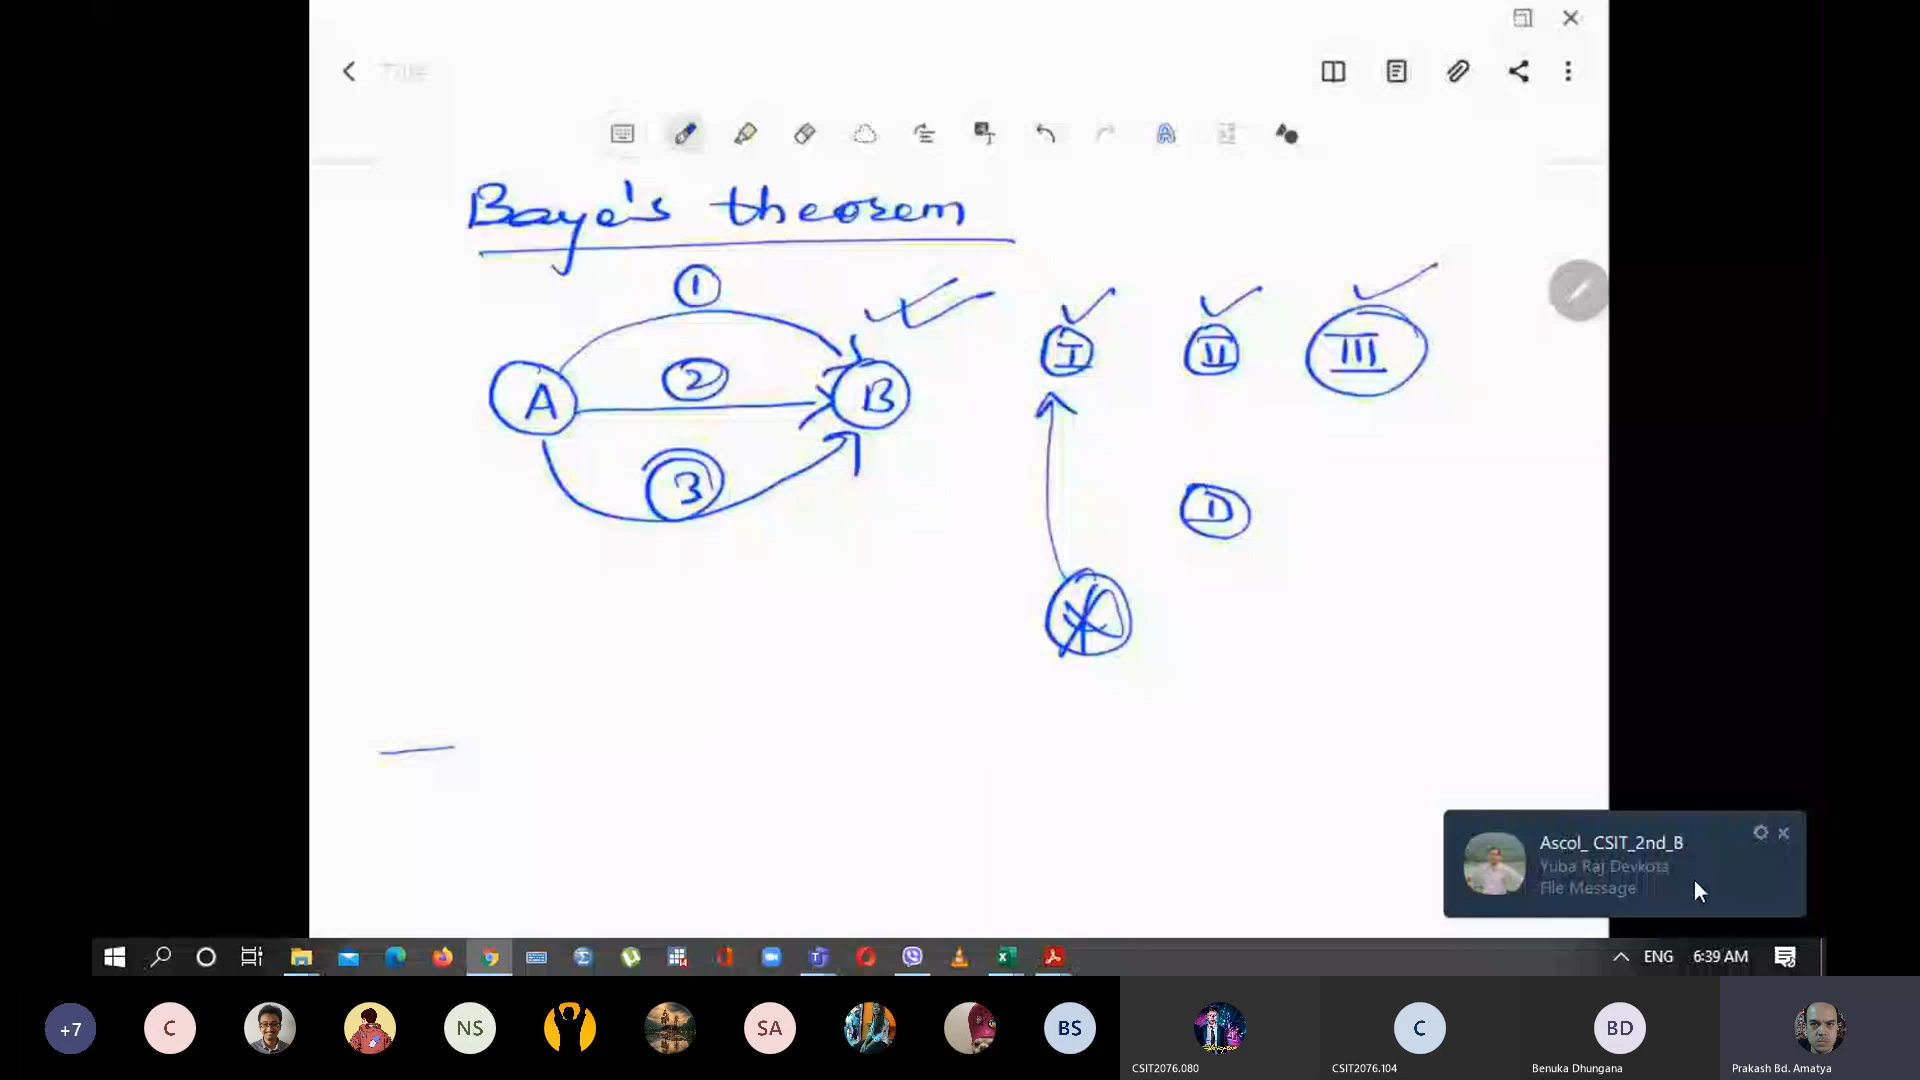 Title
Baye's theorem
1
I II III
2
A B
3
D
Ascol_ CSIT_2nd_B
Yuba Raj Devkota
File Message
ENG 6:39 AM
+7 C NS SA BS C BD
CSIT2076.080 CSIT2076.104 Benuka Dhungana Prakash Bd. Amatya